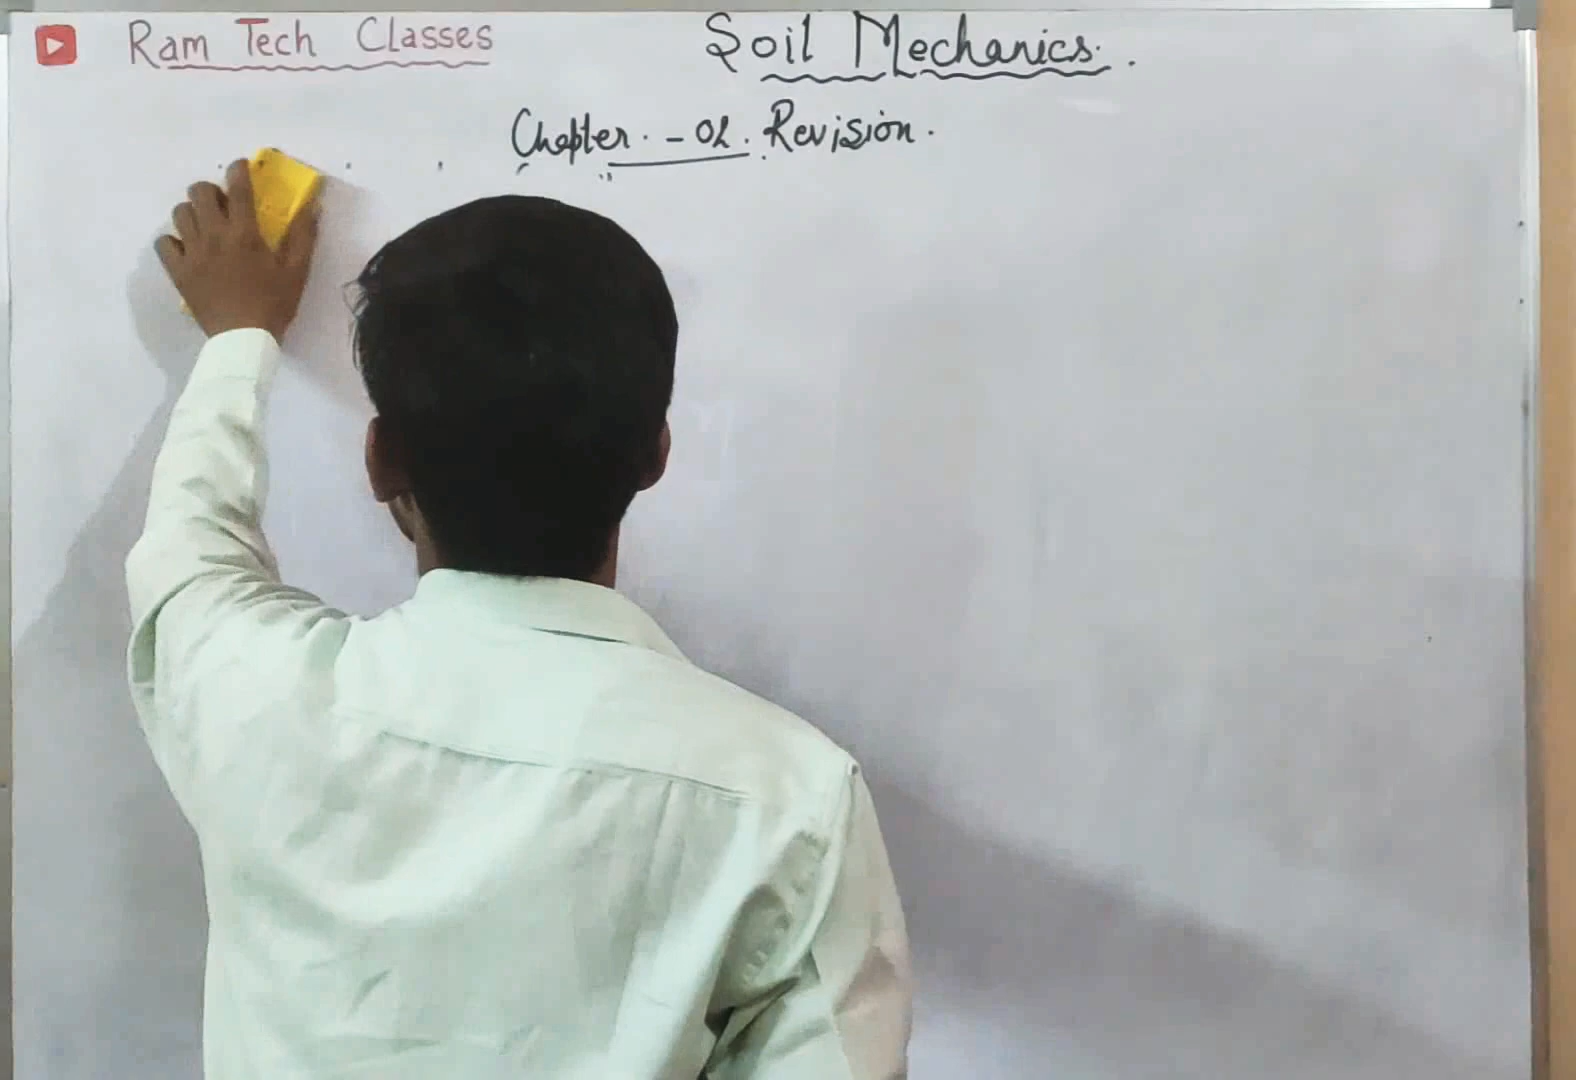 Ram Tech Classes
Soil Mechanics.
Chapter - 02. Revision.